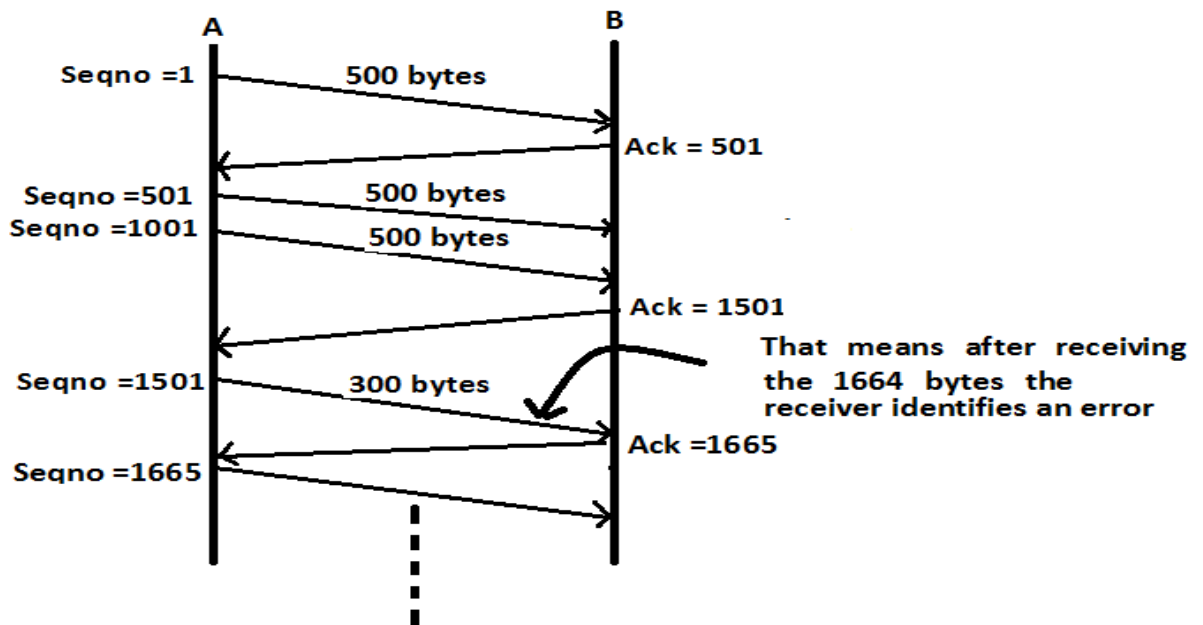 A
B
Seqno =1
500 bytes
Ack = 501
Seqno =501
500 bytes
Seqno =1001
500 bytes
Ack = 1501
That means after receiving
the 1664 bytes the
receiver identifies an error
Seqno =1501
300 bytes
Ack =1665
Seqno =1665